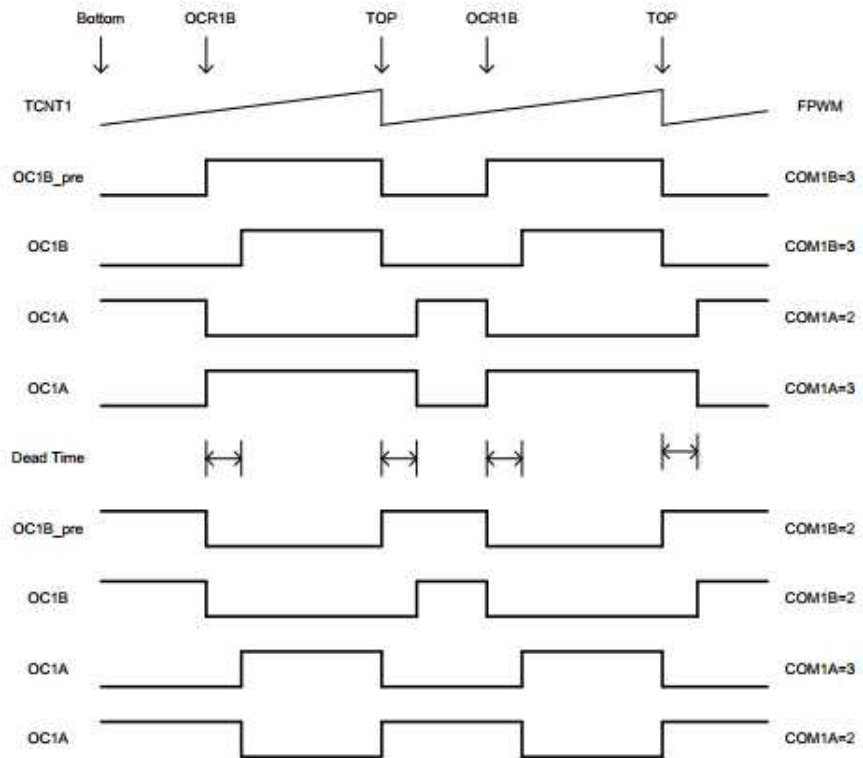 Bottom OCR1B TOP OCR1B TOP
TCNT1 FPWM
OC1B_pre COM1B=3
OC1B COM1B=3
OC1A COM1A=2
OC1A COM1A=3
Dead Time
OC1B_pre COM1B=2
OC1B COM1B=2
OC1A COM1A=3
OC1A COM1A=2